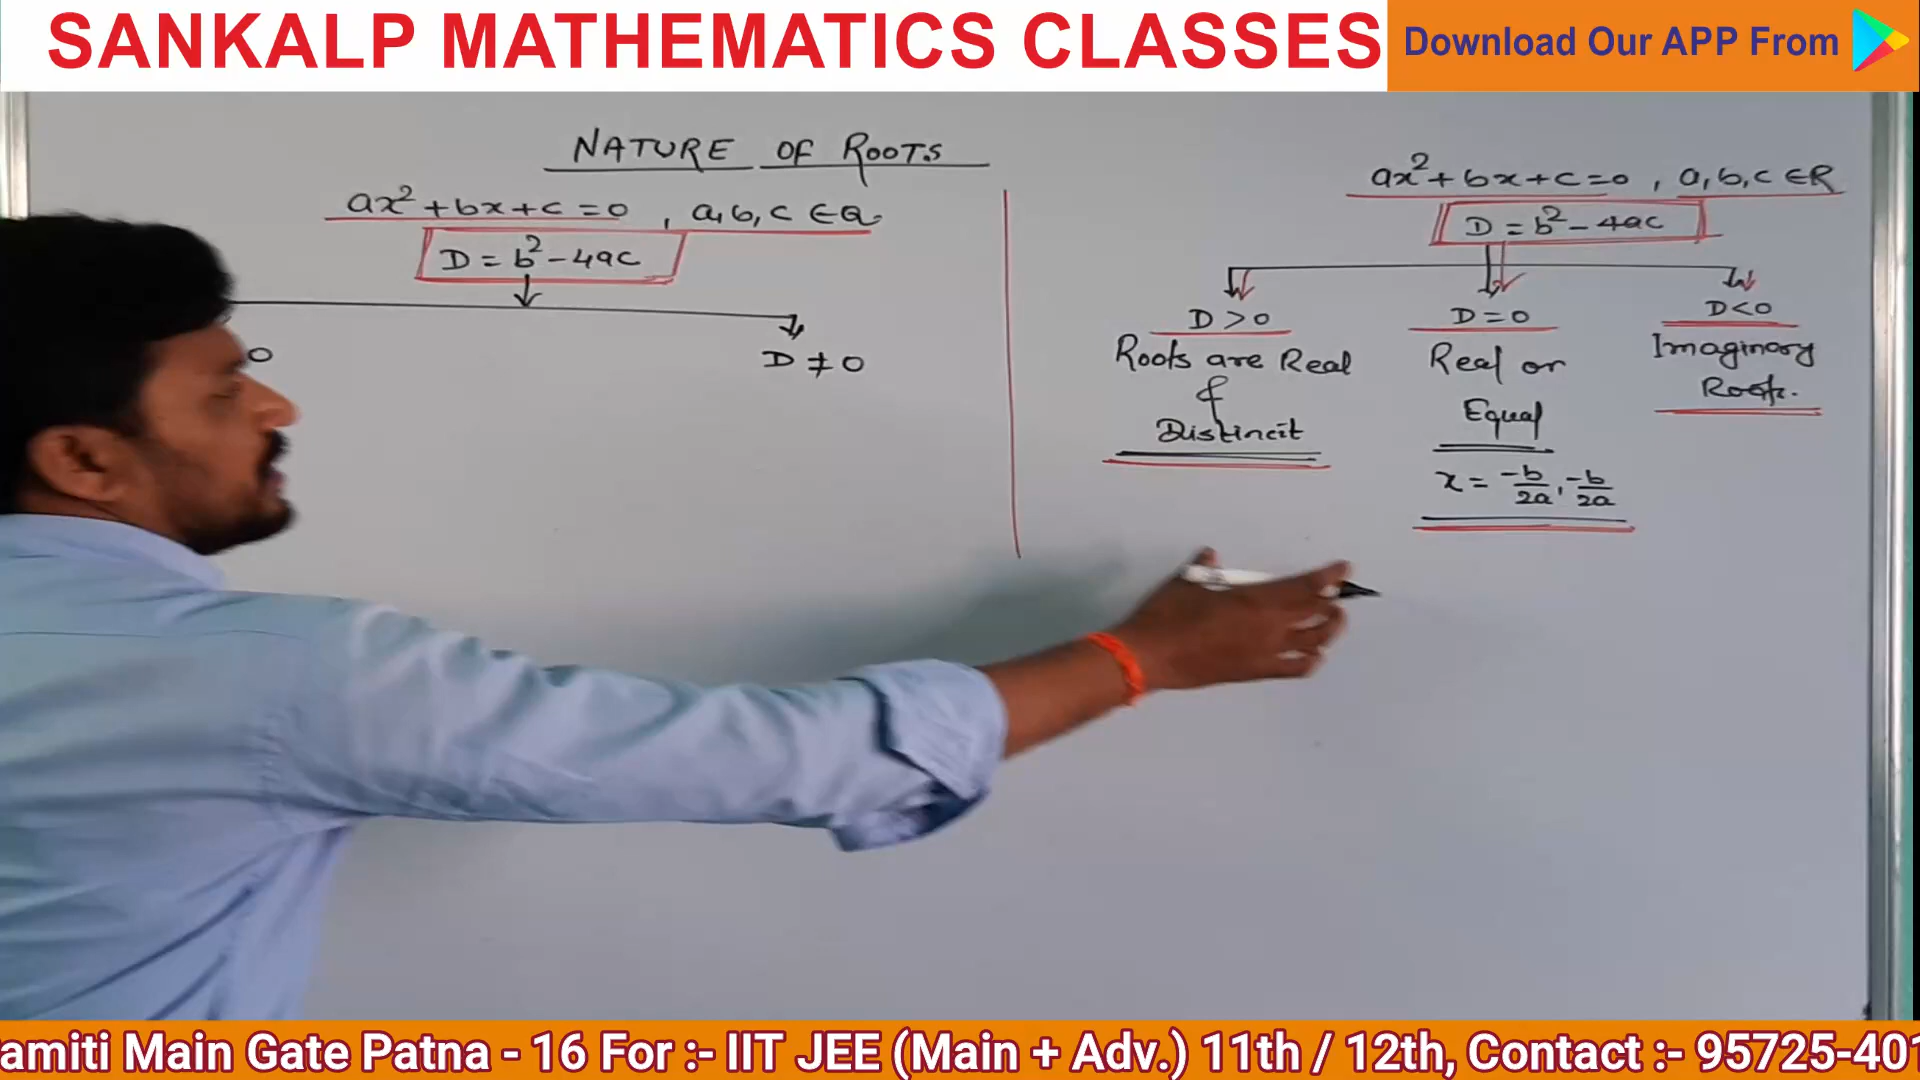 SANKALP MATHEMATICS CLASSES
Download Our APP From
NATURE OF ROOTS
ax²+bx+c=0, a,b,c ∈Q
D = b²-4ac
0
D ≠ 0
ax²+bx+c=0, a,b,c ∈R
D = b²-4ac
D > 0
Roots are Real
&
Distincit
D = 0
Real or
Equal
x = -b/2a, -b/2a
D<0
Imaginary
Roots.
amiti Main Gate Patna - 16 For :- IIT JEE (Main + Adv.) 11th / 12th, Contact :- 95725-401